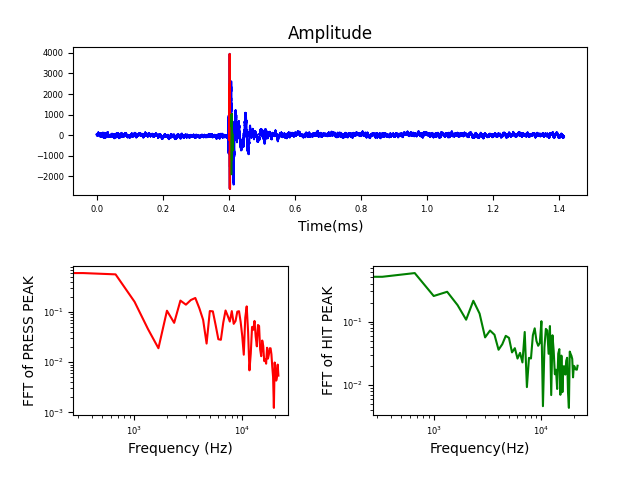 Amplitude
4000
3000
2000
1000
0
−1000
−2000
0.0 0.2 0.4 0.6 0.8 1.0 1.2 1.4
Time(ms)
FFT of PRESS PEAK
10⁻¹
10⁻²
10⁻³
10³ 10⁴
Frequency (Hz)
FFT of HIT PEAK
10⁻¹
10⁻²
10³ 10⁴
Frequency(Hz)